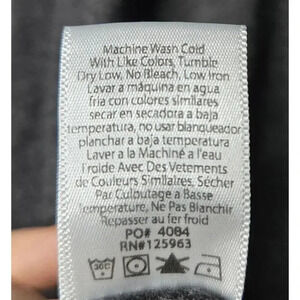 Machine Wash Cold
With Like Colors, Tumble
Dry Low, No Bleach, Low Iron
Lavar a máquina en agua
fria con colores similares
secar en secadora a baja
temperatura, no usar blanqueador
planchar a baja temperatura
Laver a la Machiné a l'eau
Froide Avec Des Vetements
de Couleurs Similaires, Sécher
Par Culbutage a Basse
Température, Ne Pas Blanchir
Repasser au fer froid
PO# 4084
RN#125963
30C